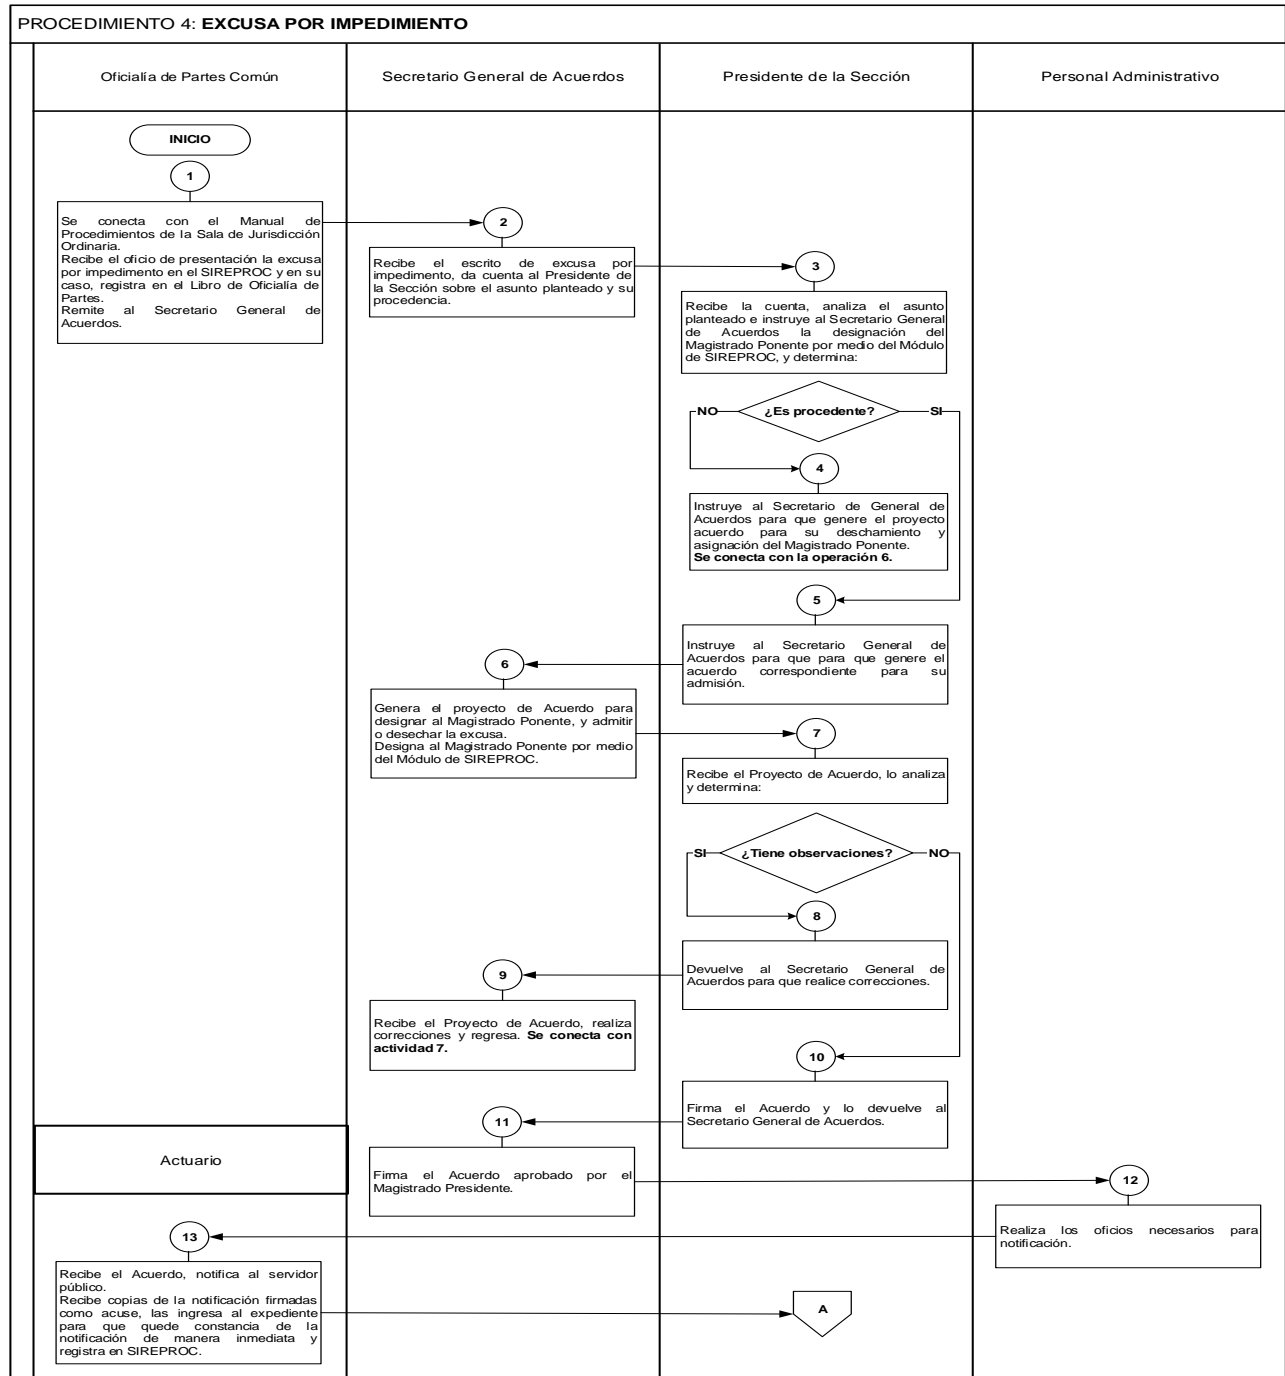 PROCEDIMIENTO 4: EXCUSA POR IMPEDIMIENTO
Oficialía de Partes Común
Secretario General de Acuerdos
Presidente de la Sección
Personal Administrativo
INICIO
1
Se conecta con el Manual de
Procedimientos de la Sala de Jurisdicción
Ordinaria.
Recibe el oficio de presentación la excusa
por impedimento en el SIREPROC y en su
caso, registra en el Libro de Oficialía de
Partes.
Remite al Secretario General de
Acuerdos.
2
Recibe el escrito de excusa por
impedimento, da cuenta al Presidente de
la Sección sobre el asunto planteado y su
procedencia.
3
Recibe la cuenta, analiza el asunto
planteado e instruye al Secretario General
de Acuerdos la designación del
Magistrado Ponente por medio del Módulo
de SIREPROC, y determina:
NO
¿Es procedente?
SI
4
Instruye al Secretario de General de
Acuerdos para que genere el proyecto
acuerdo para su deschamiento y
asignación del Magistrado Ponente.
Se conecta con la operación 6.
5
Instruye al Secretario General de
Acuerdos para que para que genere el
acuerdo correspondiente para su
admisión.
6
Genera el proyecto de Acuerdo para
designar al Magistrado Ponente, y admitir
o desechar la excusa.
Designa al Magistrado Ponente por medio
del Módulo de SIREPROC.
7
Recibe el Proyecto de Acuerdo, lo analiza
y determina:
SI
¿Tiene observaciones?
NO
8
Devuelve al Secretario General de
Acuerdos para que realice correcciones.
9
Recibe el Proyecto de Acuerdo, realiza
correcciones y regresa. Se conecta con
actividad 7.
10
Firma el Acuerdo y lo devuelve al
Secretario General de Acuerdos.
11
Firma el Acuerdo aprobado por el
Magistrado Presidente.
Actuario
12
Realiza los oficios necesarios para
notificación.
13
Recibe el Acuerdo, notifica al servidor
público.
Recibe copias de la notificación firmadas
como acuse, las ingresa al expediente
para que quede constancia de la
notificación de manera inmediata y
registra en SIREPROC.
A